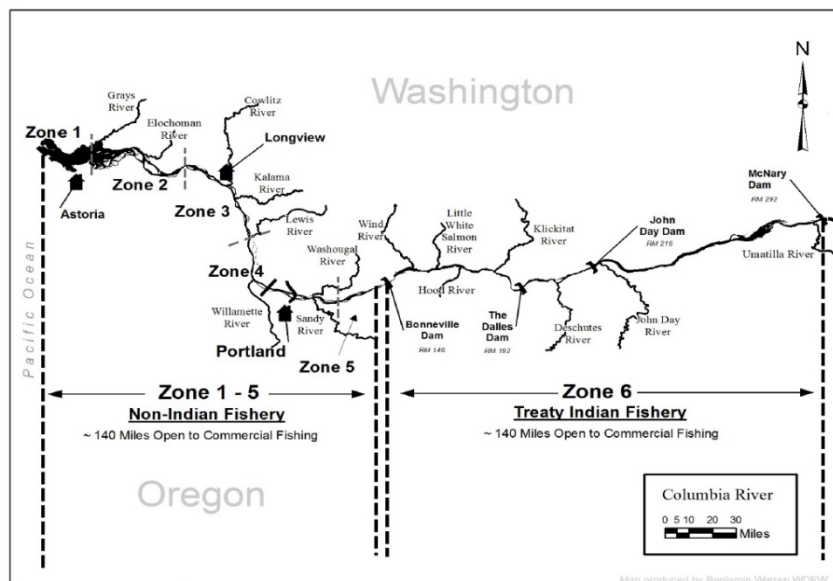 Washington
N
Grays
River
Cowlitz
River
Elochoman
River
Zone 1
Longview
Zone 2
Astoria
Zone 3
Kalama
River
Lewis
River
Washougal
River
Wind
River
Little
White
Salmon
River
Klickitat
River
John
Day Dam
RM 216
McNary
Dam
RM 292
Umatilla River
Zone 4
Willamette
River
Portland
Sandy
River
Zone 5
Hood River
Bonneville
Dam
RM 146
The
Dalles
Dam
RM 192
Deschutes
River
John Day
River
Pacific Ocean
Zone 1 - 5
Non-Indian Fishery
~ 140 Miles Open to Commercial Fishing
Zone 6
Treaty Indian Fishery
~ 140 Miles Open to Commercial Fishing
Oregon
Columbia River
0 5 10 20 30
Miles
Map produced by Benjamin Warren WDFW